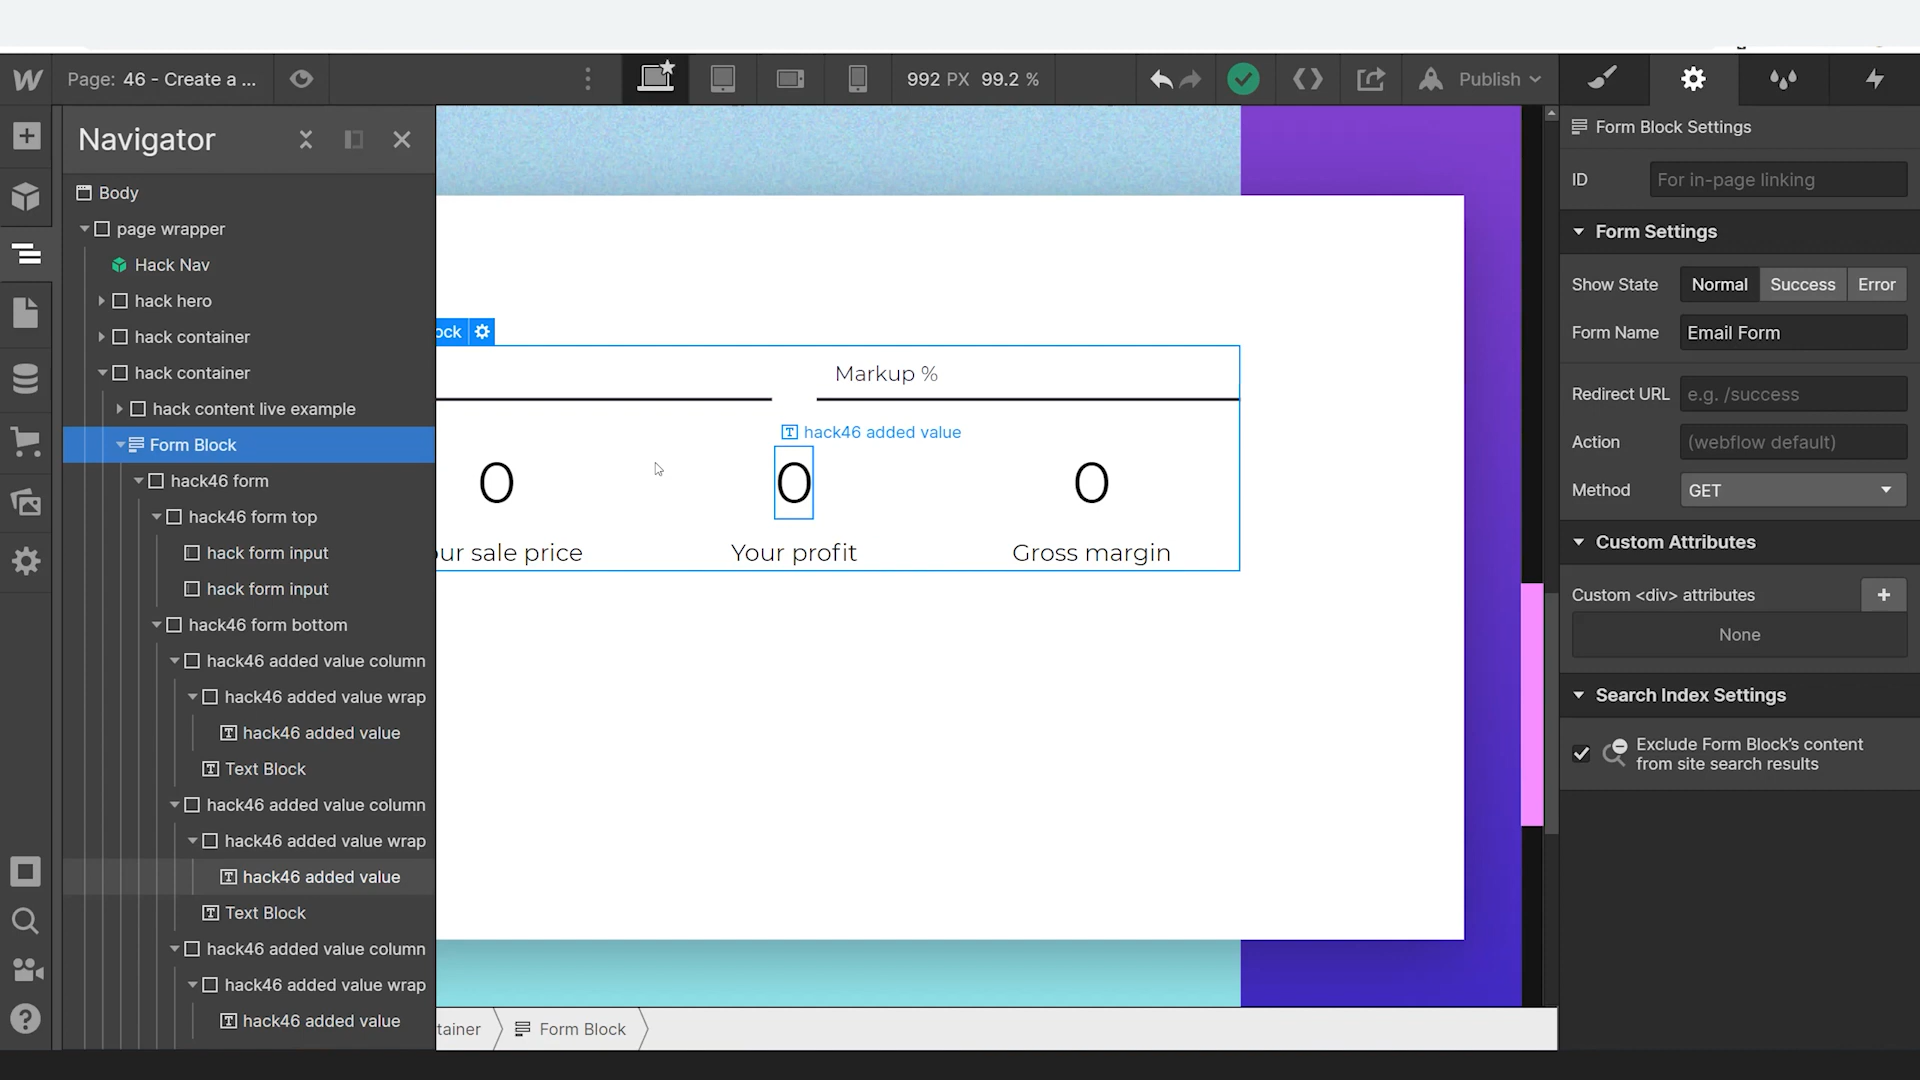 Page: 46 - Create a ...
992 PX 99.2 %
Publish
Navigator
Body
page wrapper
Hack Nav
hack hero
hack container
hack container
hack content live example
Form Block
hack46 form
hack46 form top
hack form input
hack form input
hack46 form bottom
hack46 added value column
hack46 added value wrap
hack46 added value
Text Block
hack46 added value column
hack46 added value wrap
hack46 added value
Text Block
hack46 added value column
hack46 added value wrap
hack46 added value
ock
Markup %
hack46 added value
0 0 0
ur sale price Your profit Gross margin
tainer Form Block
Form Block Settings
ID For in-page linking
Form Settings
Show State Normal Success Error
Form Name Email Form
Redirect URL e.g. /success
Action (webflow default)
Method GET
Custom Attributes
Custom <div> attributes
None
Search Index Settings
Exclude Form Block's content
from site search results